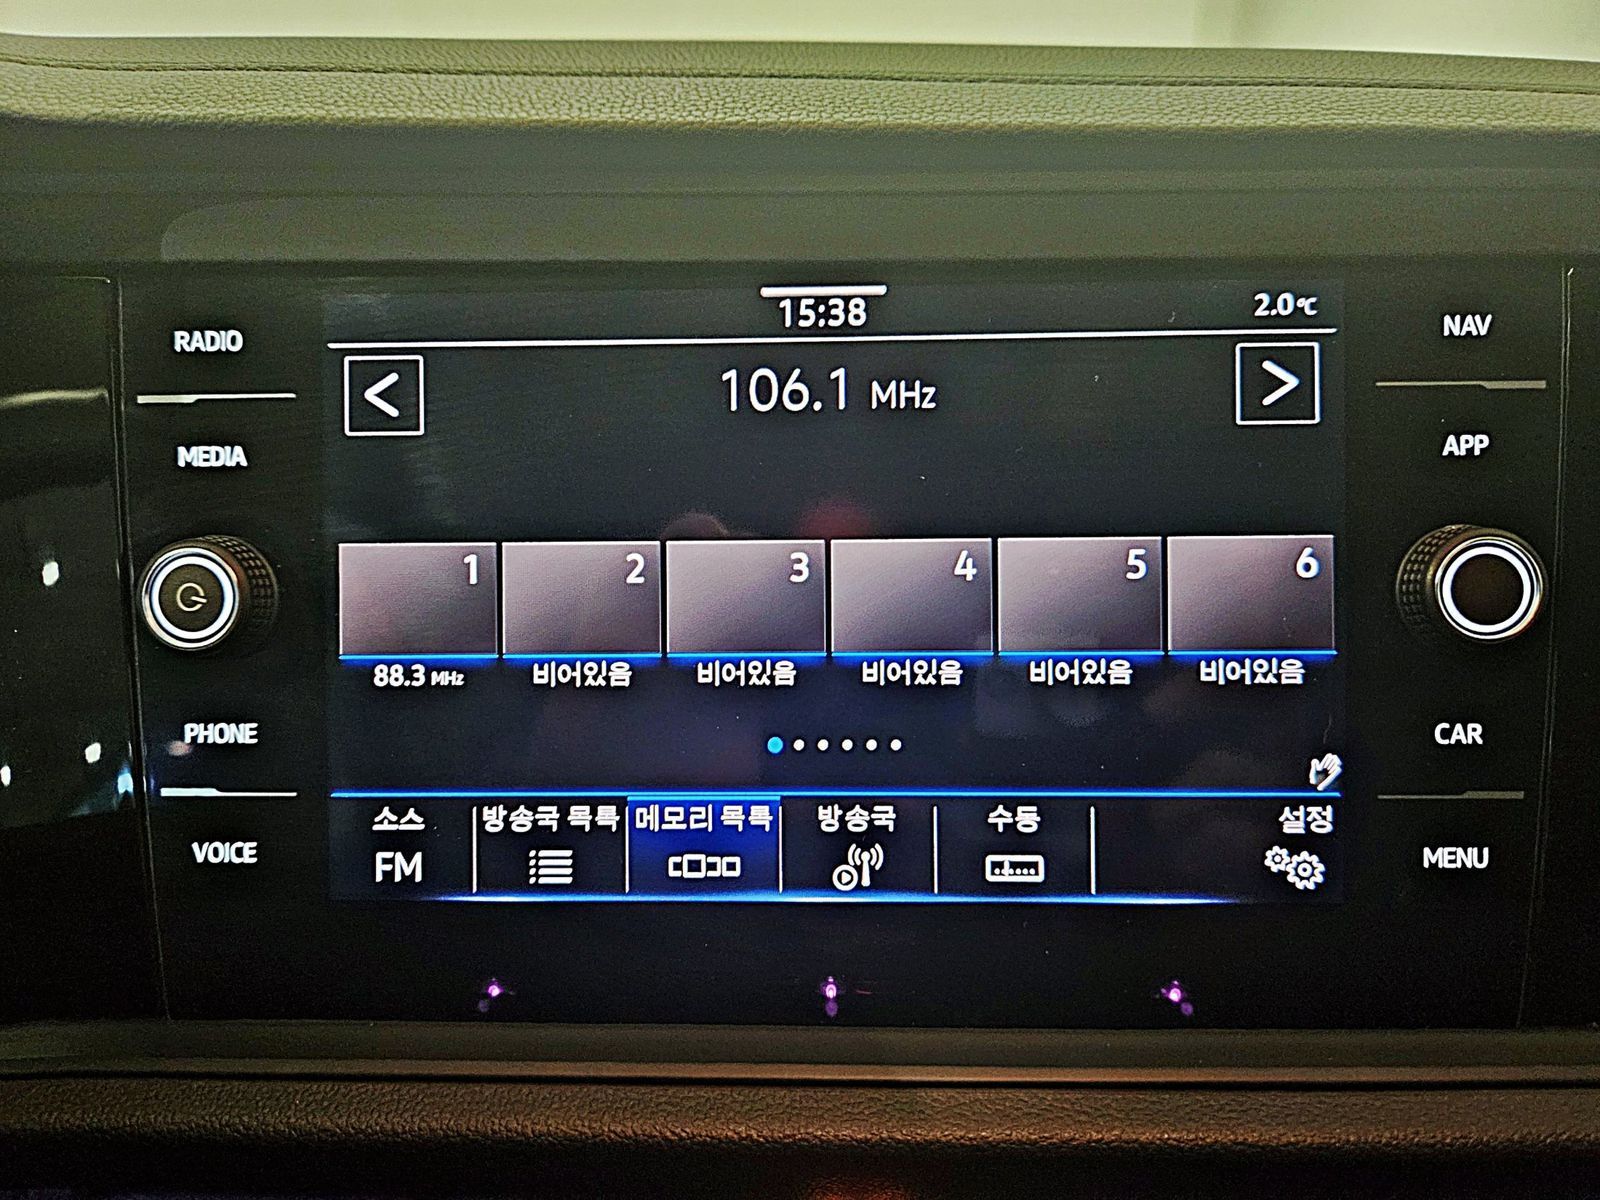 15:38
2.0°C
RADIO
MEDIA
PHONE
VOICE
<
106.1 MHz
>
1
2
3
4
5
6
88.3 MHz
비어있음
비어있음
비어있음
비어있음
비어있음
소스
방송국 목록
메모리 목록
방송국
수동
설정
FM
NAV
APP
CAR
MENU